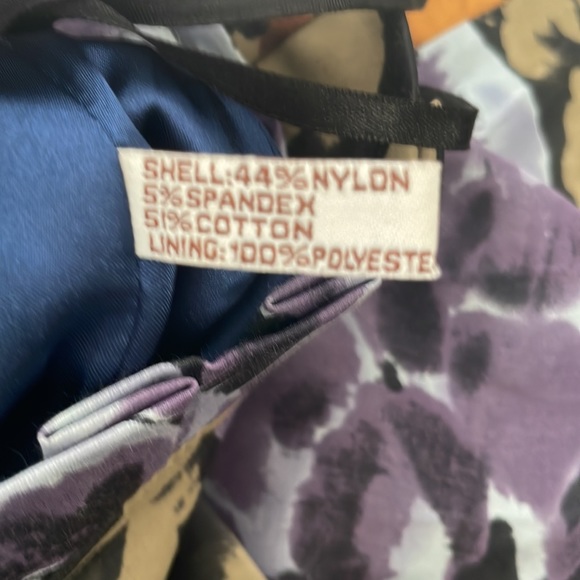 SHELL:44%NYLON
5%SPANDEX
51%COTTON
LINING:100%POLYESTE